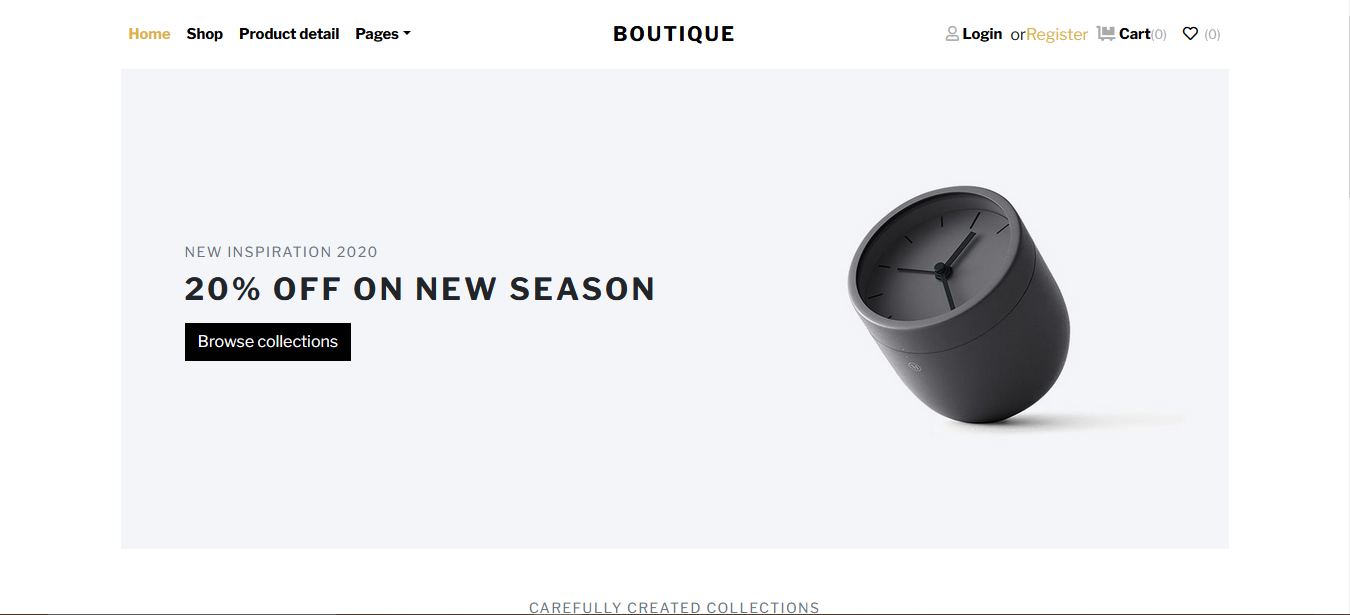 Home Shop Product detail Pages BOUTIQUE Login orRegister Cart(0) (0)
NEW INSPIRATION 2020
20% OFF ON NEW SEASON
Browse collections
CAREFULLY CREATED COLLECTIONS